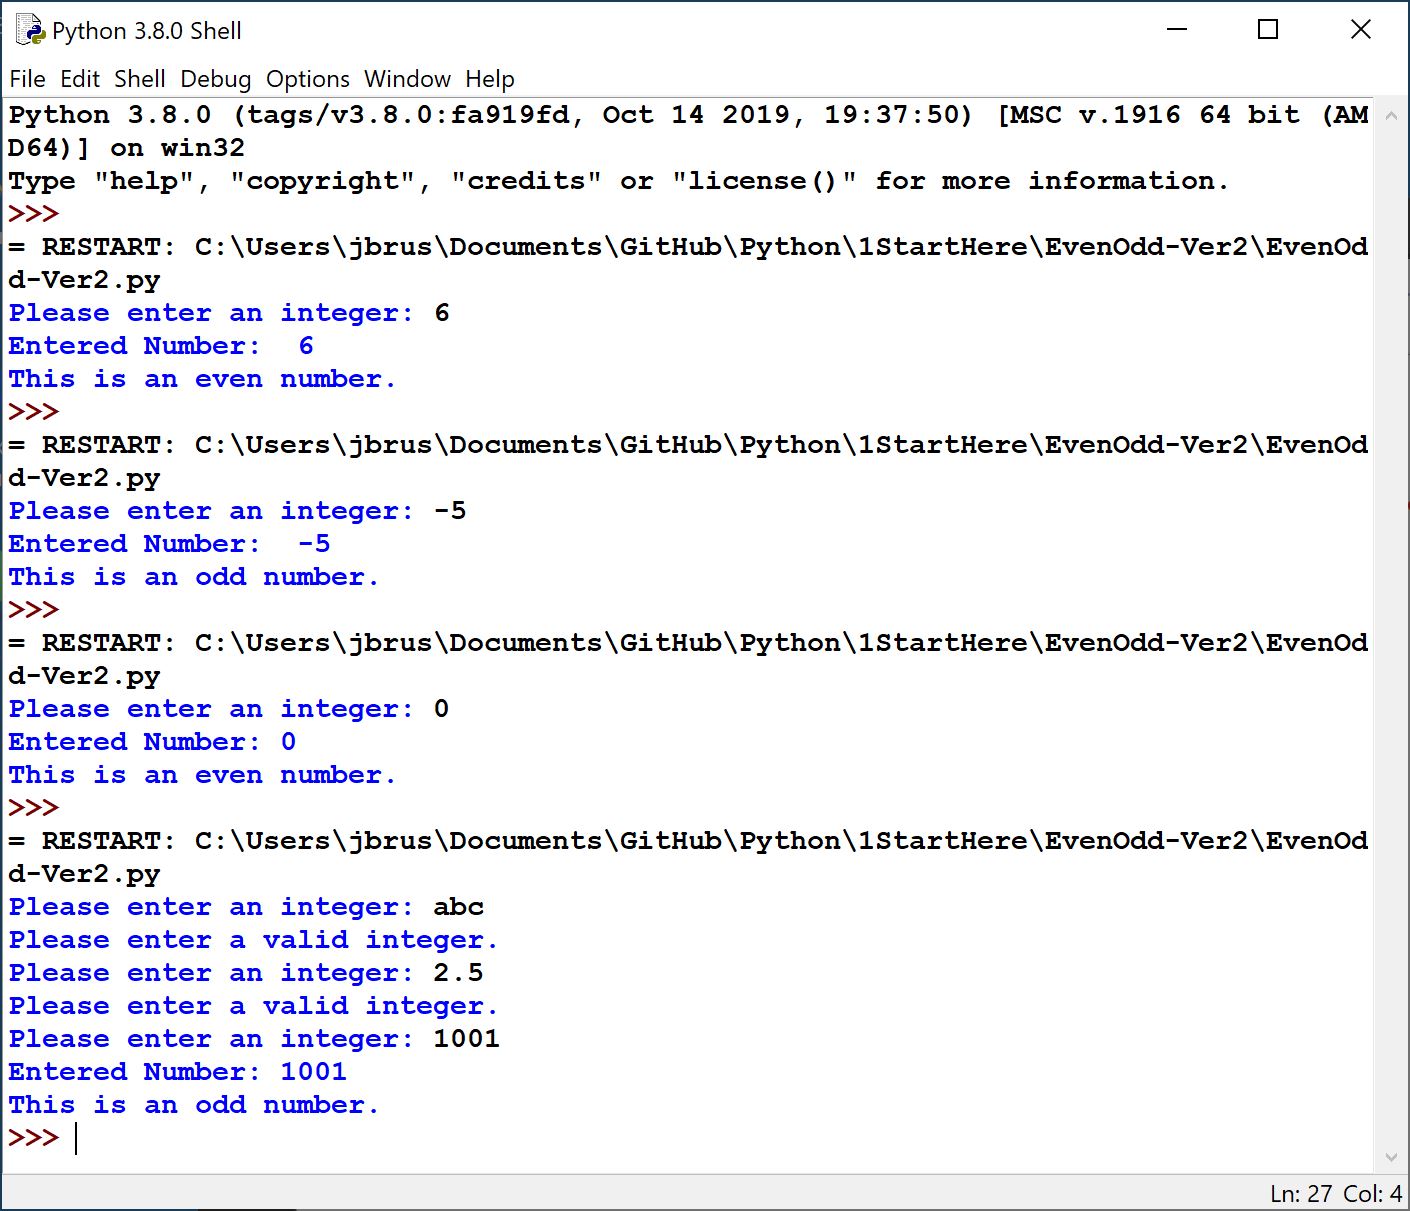 Python 3.8.0 Shell
File Edit Shell Debug Options Window Help
Python 3.8.0 (tags/v3.8.0:fa919fd, Oct 14 2019, 19:37:50) [MSC v.1916 64 bit (AM
D64)] on win32
Type "help", "copyright", "credits" or "license()" for more information.
>>>
= RESTART: C:\Users\jbrus\Documents\GitHub\Python\1StartHere\EvenOdd-Ver2\EvenOd
d-Ver2.py
Please enter an integer: 6
Entered Number:  6
This is an even number.
>>>
= RESTART: C:\Users\jbrus\Documents\GitHub\Python\1StartHere\EvenOdd-Ver2\EvenOd
d-Ver2.py
Please enter an integer: -5
Entered Number:  -5
This is an odd number.
>>>
= RESTART: C:\Users\jbrus\Documents\GitHub\Python\1StartHere\EvenOdd-Ver2\EvenOd
d-Ver2.py
Please enter an integer: 0
Entered Number: 0
This is an even number.
>>>
= RESTART: C:\Users\jbrus\Documents\GitHub\Python\1StartHere\EvenOdd-Ver2\EvenOd
d-Ver2.py
Please enter an integer: abc
Please enter a valid integer.
Please enter an integer: 2.5
Please enter a valid integer.
Please enter an integer: 1001
Entered Number: 1001
This is an odd number.
>>>
Ln: 27 Col: 4